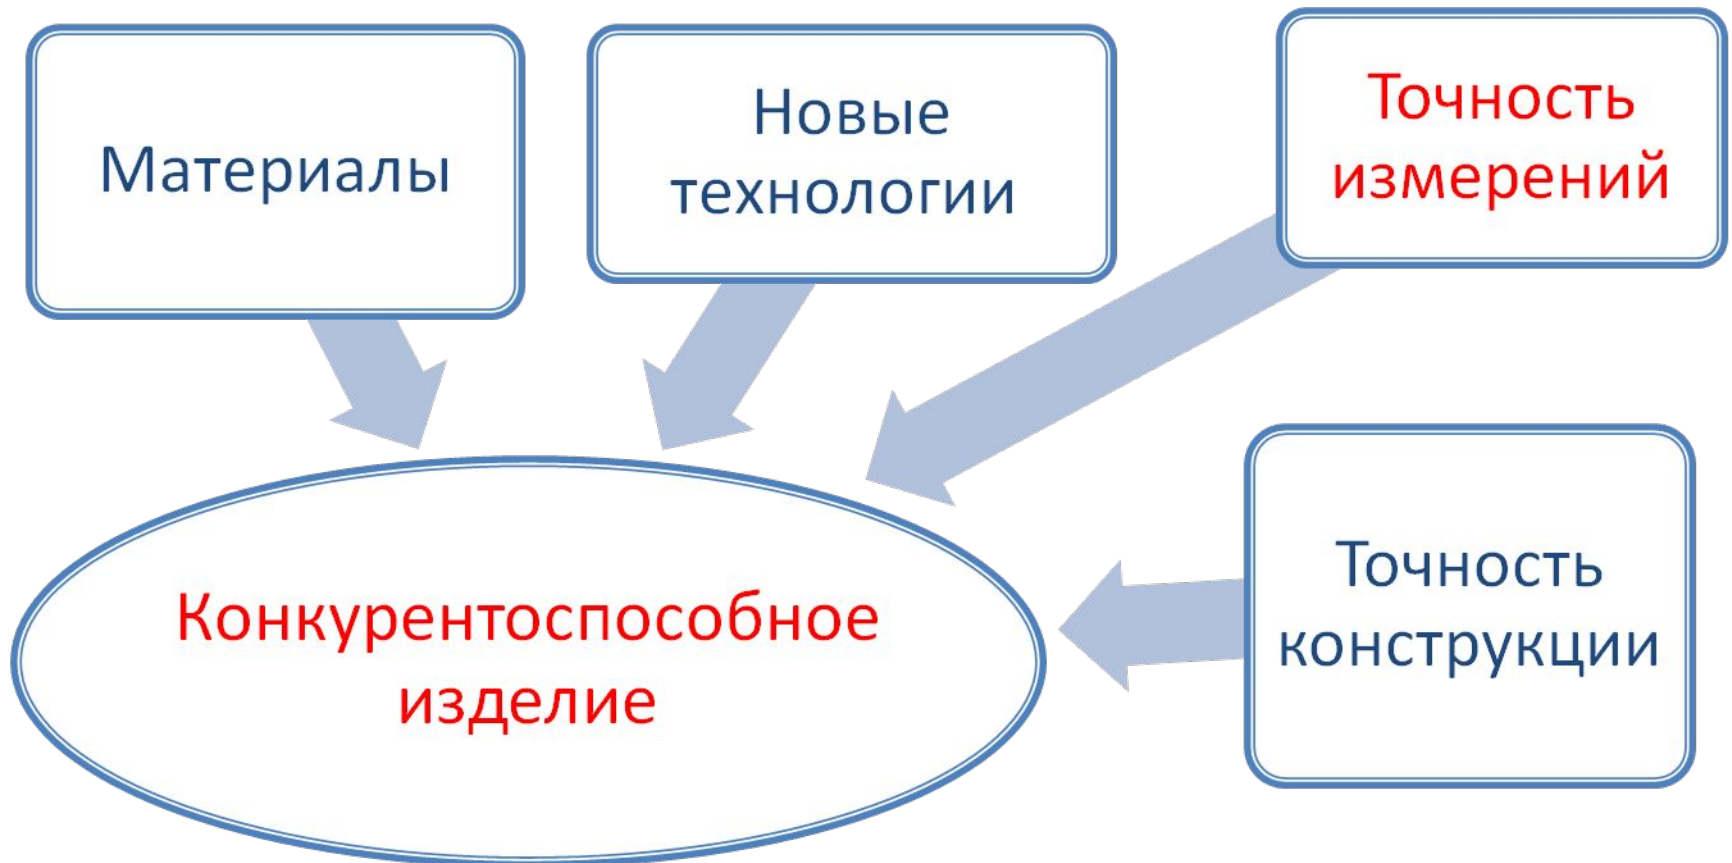 Материалы
Новые
технологии
Точность
измерений
Конкурентоспособное
изделие
Точность
конструкции